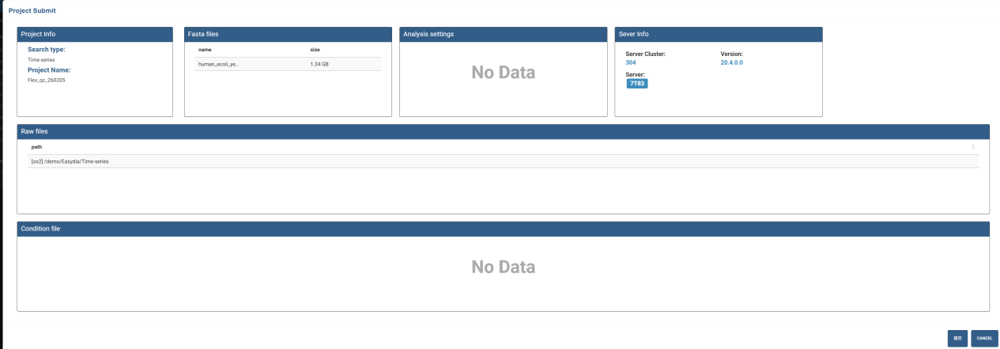 Project Submit
Project Info
Search type:
Time-series
Project Name:
Flex_qc_260205
Fasta files
name size
human_ecoli_ye... 1.34 GB
Analysis settings
No Data
Sever Info
Server Cluster: Version:
304 20.4.0.0
Server:
7T83
Raw files
path
[os2] /demo/Easydia/Time-series
Condition file
No Data
提交 CANCEL